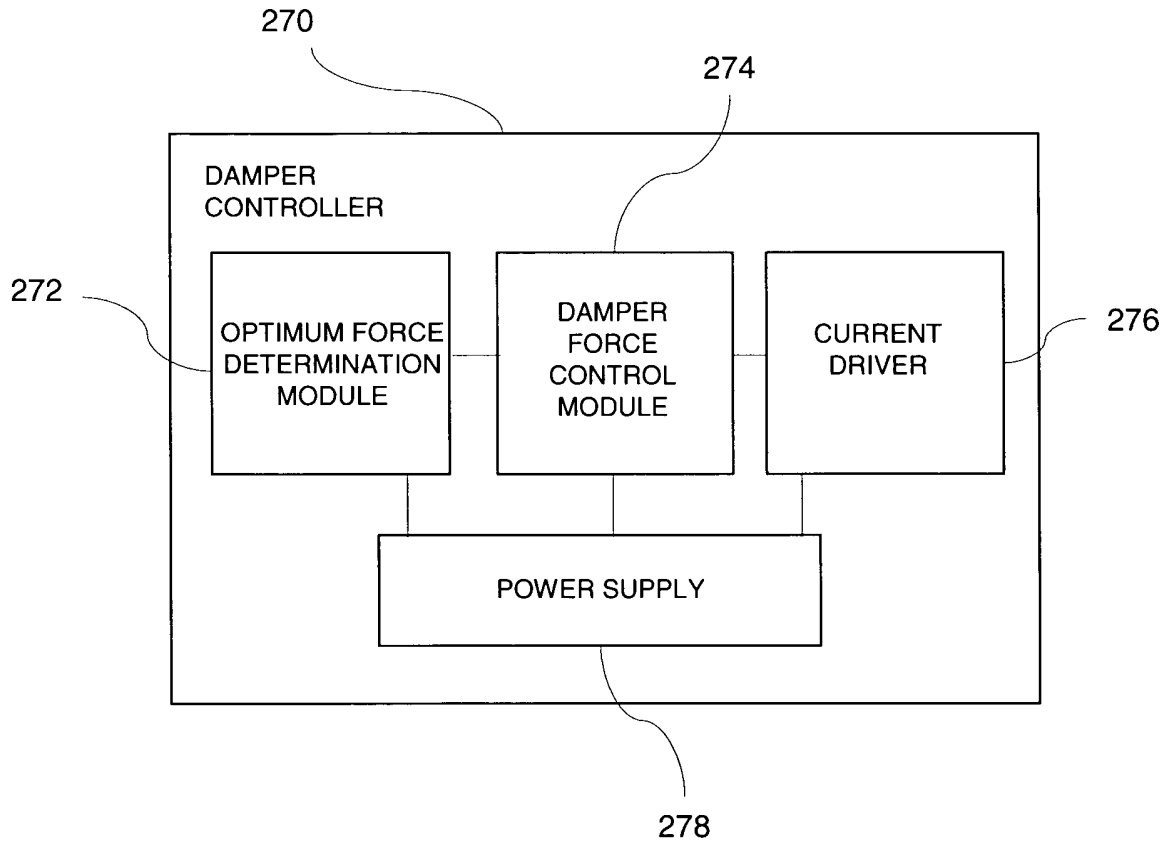 270
274
DAMPER
CONTROLLER
272
OPTIMUM FORCE
DETERMINATION
MODULE
DAMPER
FORCE
CONTROL
MODULE
CURRENT
DRIVER
276
POWER SUPPLY
278